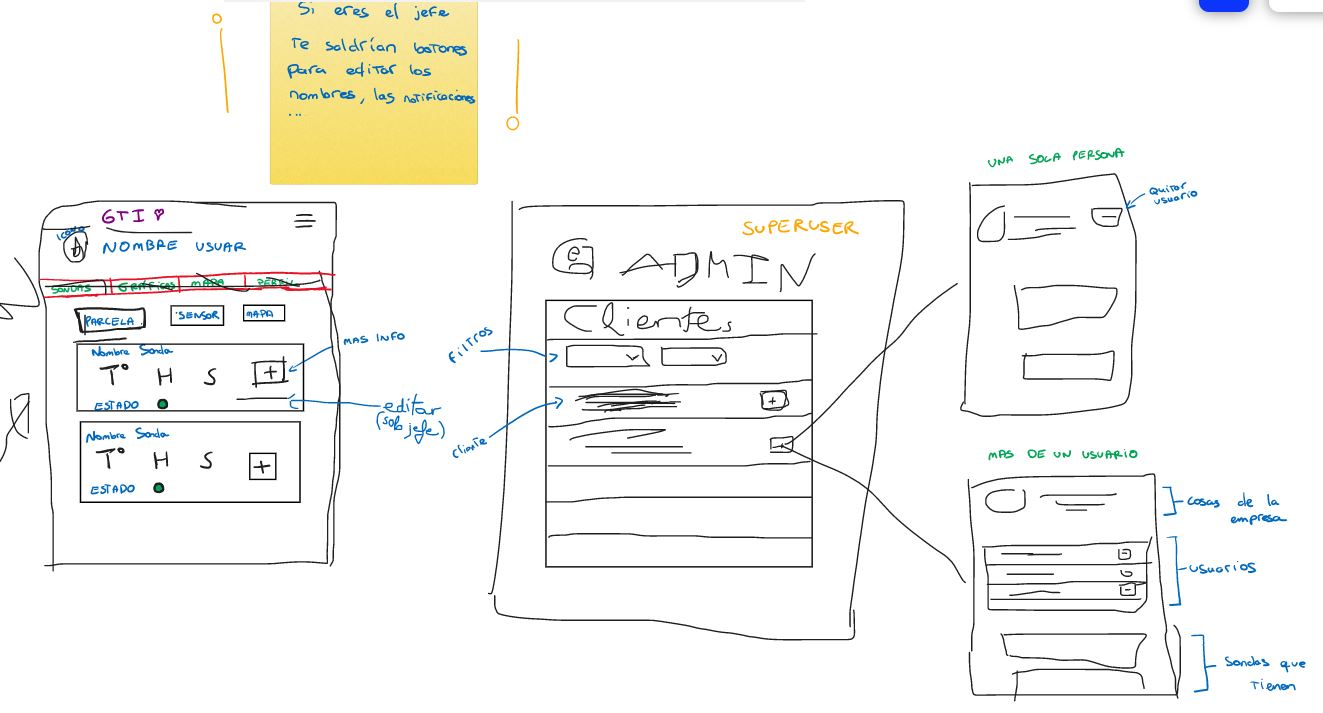 Si eres el jefe
Te saldrían botones
para editar los
nombres, las notificaciones
...
GTI
icono
NOMBRE USUAR
SONDAS GRÁFICOS MAPA PERFIL
PARCELA SENSOR MAPA
Nombre Sonda
T° H S +
ESTADO
MAS INFO
editar
(solo jefe)
Nombre Sonda
T° H S +
ESTADO
SUPERUSER
ADMIN
Clientes
Filtros
cliente
+
UNA SOLA PERSONA
Quitar
usuario
MAS DE UN USUARIO
cosas de la
empresa
usuarios
Sondas que
tienen